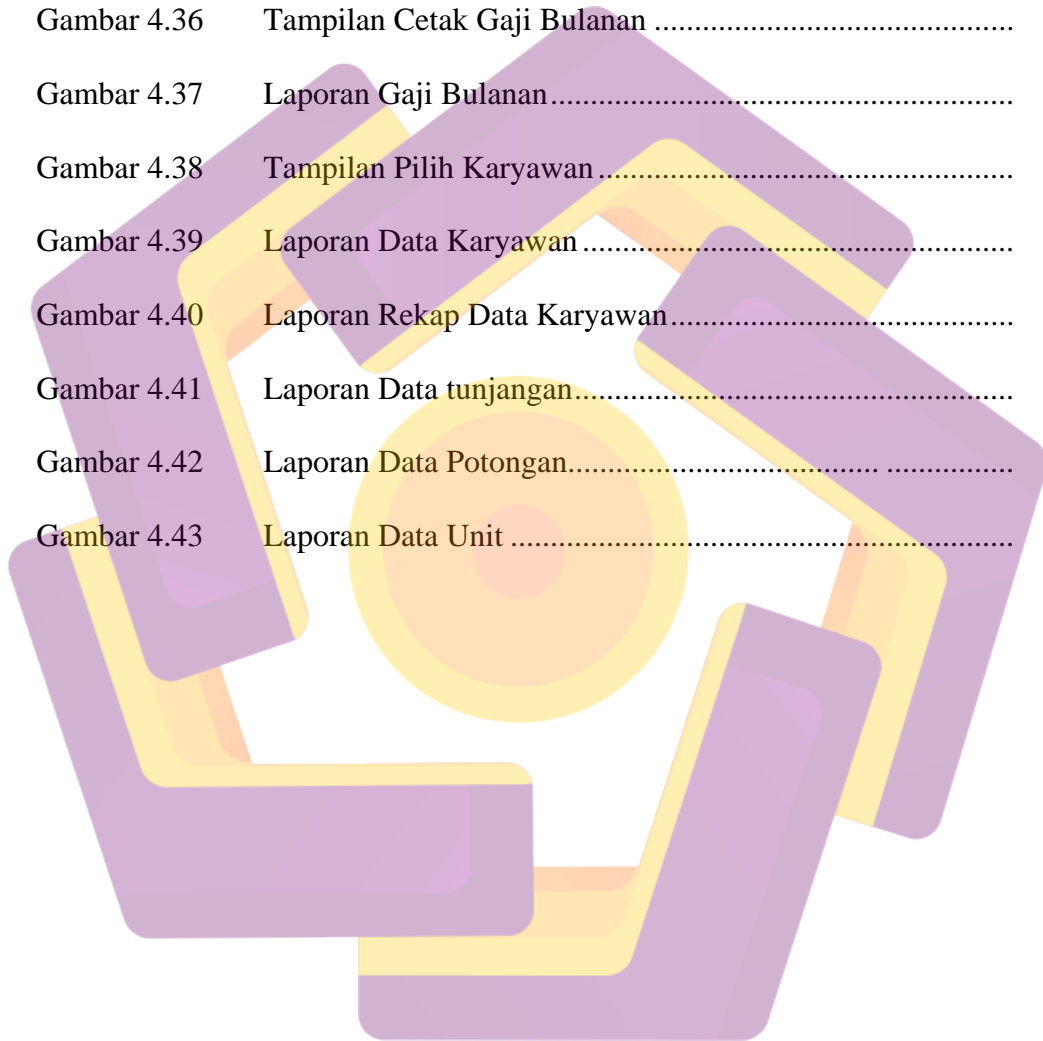 Gambar 4.36 Tampilan Cetak Gaji Bulanan ............................................
Gambar 4.37 Laporan Gaji Bulanan.........................................................
Gambar 4.38 Tampilan Pilih Karyawan ...................................................
Gambar 4.39 Laporan Data Karyawan .....................................................
Gambar 4.40 Laporan Rekap Data Karyawan..........................................
Gambar 4.41 Laporan Data tunjangan......................................................
Gambar 4.42 Laporan Data Potongan...................................... ................
Gambar 4.43 Laporan Data Unit ..............................................................